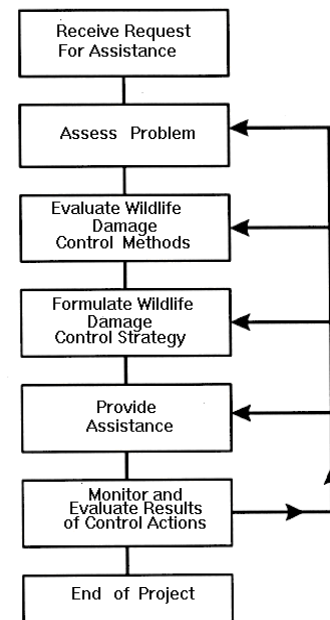 Receive Request
For Assistance
Assess Problem
Evaluate Wildlife
Damage
Control Methods
Formulate Wildlife
Damage
Control Strategy
Provide
Assistance
Monitor and
Evaluate Results
of Control Actions
End of Project